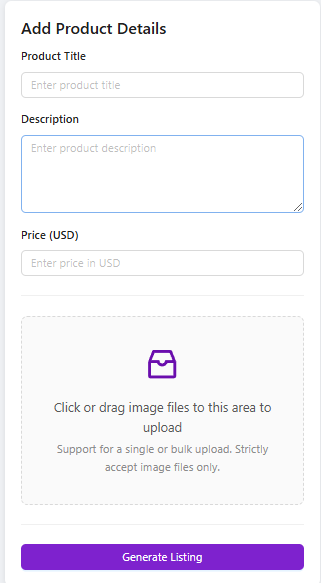 Add Product Details
Product Title
Enter product title
Description
Enter product description
Price (USD)
Enter price in USD
Click or drag image files to this area to
upload
Support for a single or bulk upload. Strictly
accept image files only.
Generate Listing